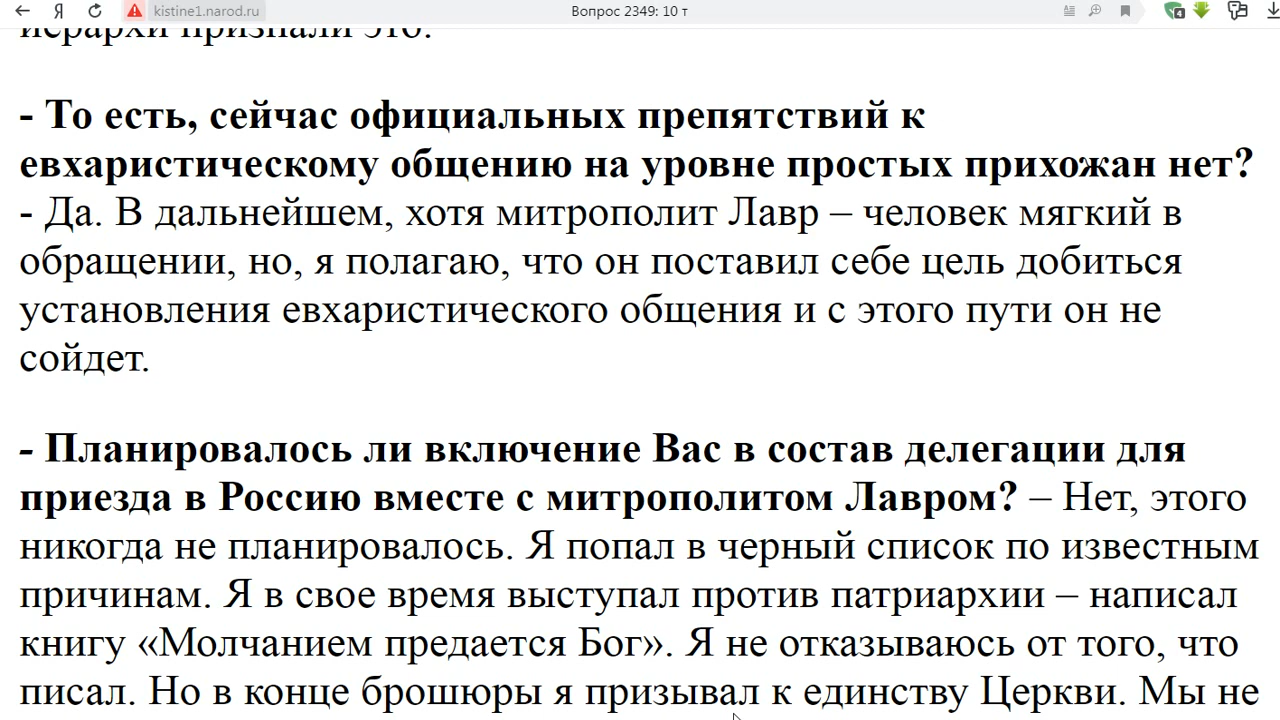 kistine1.narod.ru
Вопрос 2349: 10 т
4
иерархи признали это.
- То есть, сейчас официальных препятствий к
евхаристическому общению на уровне простых прихожан нет?
- Да. В дальнейшем, хотя митрополит Лавр – человек мягкий в
обращении, но, я полагаю, что он поставил себе цель добиться
установления евхаристического общения и с этого пути он не
сойдет.
- Планировалось ли включение Вас в состав делегации для
приезда в Россию вместе с митрополитом Лавром? – Нет, этого
никогда не планировалось. Я попал в черный список по известным
причинам. Я в свое время выступал против патриархии – написал
книгу «Молчанием предается Бог». Я не отказываюсь от того, что
писал. Но в конце брошюры я призывал к единству Церкви. Мы не